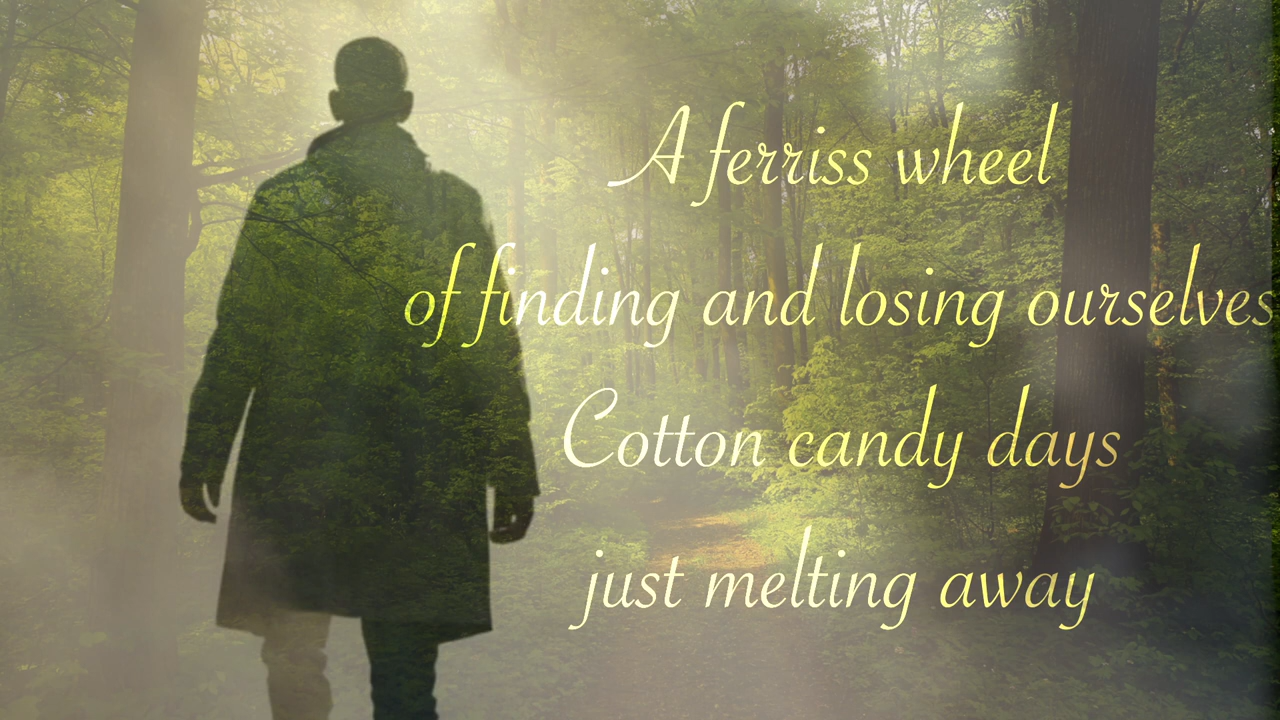 A ferriss wheel
of finding and losing ourselves
Cotton candy days
just melting away